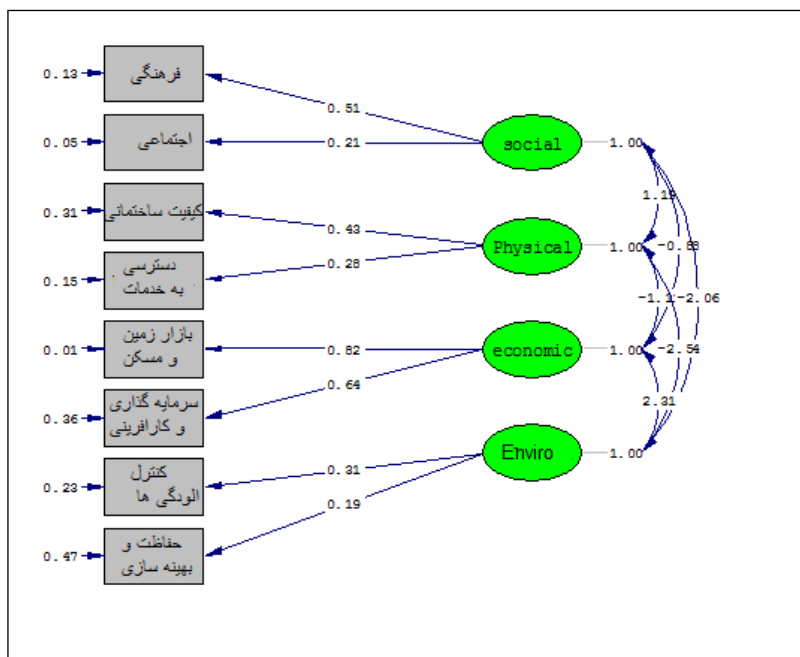 0.13
فرهنگی
0.51
0.05
اجتماعی
0.21
social
1.00
0.31
کیفیت ساختمانی
0.43
1.19
Physical
1.00
0.28
0.15
دسترسی
به خدمات
-2.06
0.01
بازار زمین
و مسکن
0.82
economic
1.00
-2.54
0.64
0.36
سرمایه گذاری
و کارافرینی
2.31
0.23
کنترل
الودگی ها
0.31
Enviro
1.00
0.19
0.47
حفاظت و
بهینه سازی